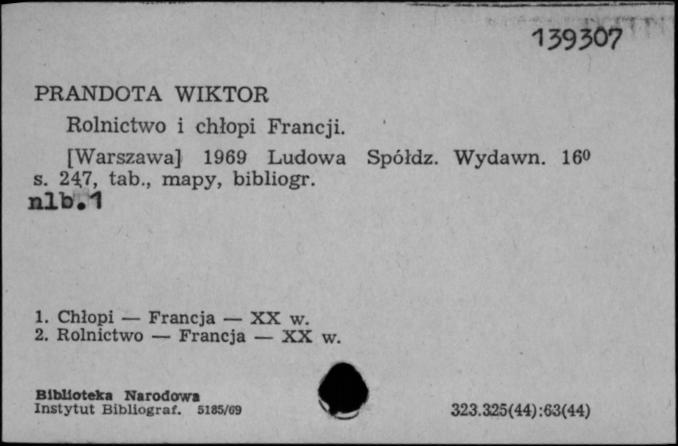 139307
PRANDOTA WIKTOR
Rolnictwo i chłopi Francji.
[Warszawa] 1969 Ludowa Spółdz. Wydawn. 16⁰
s. 247, tab., mapy, bibliogr.
nlb.1
1. Chłopi — Francja — XX w.
2. Rolnictwo — Francja — XX w.
Biblioteka Narodowa
Instytut Bibliograf. 5185/69
323.325(44):63(44)